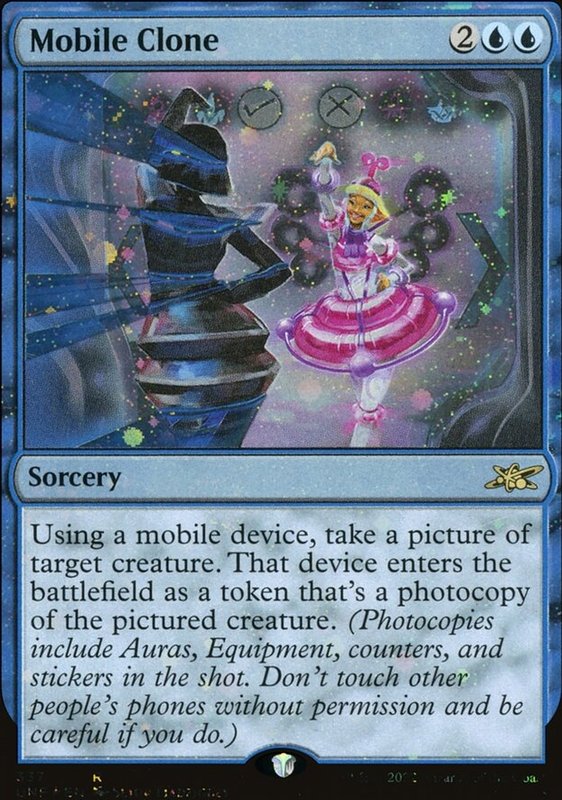 Mobile Clone 2
Sorcery
Using a mobile device, take a picture of
target creature. That device enters the
battlefield as a token that's a photocopy
of the pictured creature. (Photocopies
include Auras, Equipment, counters, and
stickers in the shot. Don't touch other
people's phones without permission and be
careful if you do.)
337 R